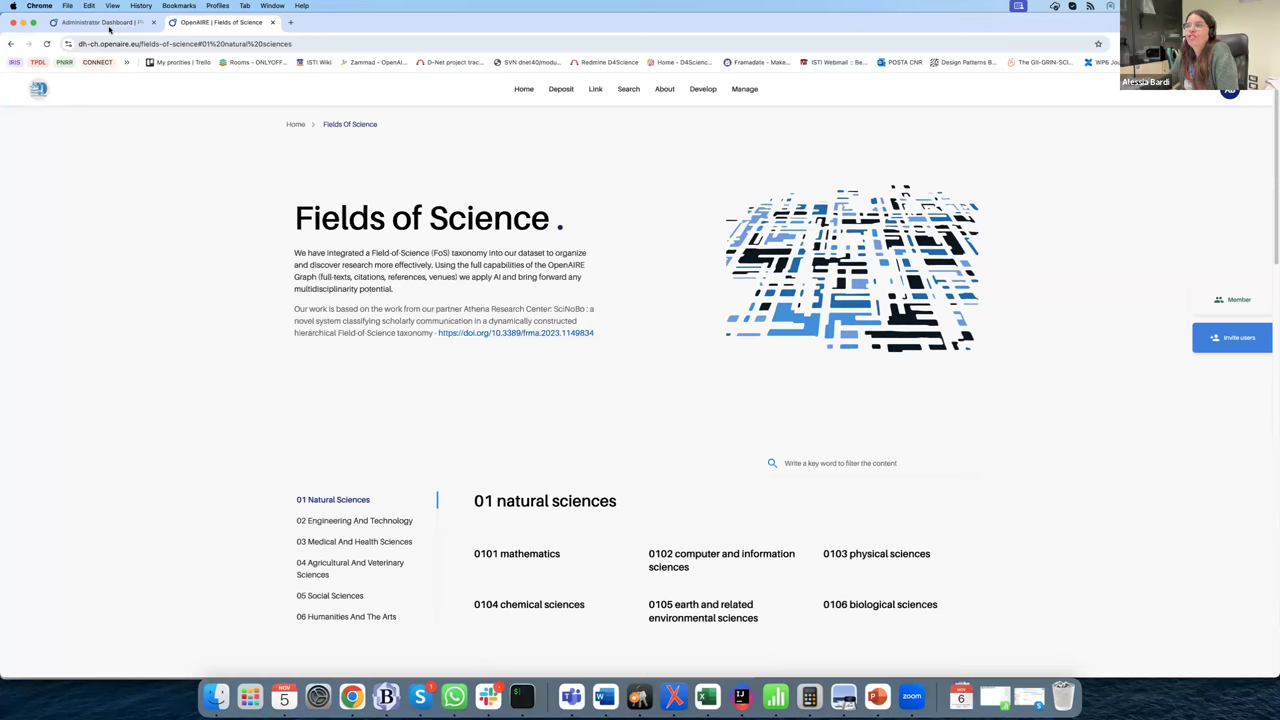 Chrome File Edit View History Bookmarks Profiles Tab Window Help
Administrator Dashboard |
OpenAIRE | Fields of Science
dh-ch.openaire.eu/fields-of-science#01%20natural%20sciences
IRIS TPDL PNRR CONNECT » My prorities | Trello Rooms - ONLYOFF... ISTI Wiki Zammad - OpenAI... D-Net project trac... SVN dnet40/modu... Redmine D4Science Home - D4Scienc... Framadate - Make... ISTI Webmail :: Be... POSTA CNR Design Patterns B... The GII-GRIN-SCI... WP6 J
Alessia Bardi
Home Deposit Link Search About Develop Manage
Home > Fields Of Science
Fields of Science .
We have integrated a Field-of-Science (FoS) taxonomy into our dataset to organize
and discover research more effectively. Using the full capabilities of the OpenAIRE
Graph (full-texts, citations, references, venues) we apply AI and bring forward any
multidisciplinarity potential.
Our work is based on the work from our partner Athena Research Center: SciNoBo : a
novel system classifying scholarly communication in a dynamically constructed
hierarchical Field-of-Science taxonomy - https://doi.org/10.3389/frma.2023.1149834
Member
Invite users
Write a key word to filter the content
01 Natural Sciences
02 Engineering And Technology
03 Medical And Health Sciences
04 Agricultural And Veterinary
Sciences
05 Social Sciences
06 Humanities And The Arts
01 natural sciences
0101 mathematics
0102 computer and information
sciences
0103 physical sciences
0104 chemical sciences
0105 earth and related
environmental sciences
0106 biological sciences
NOV
5
1
NOV
6
zoom